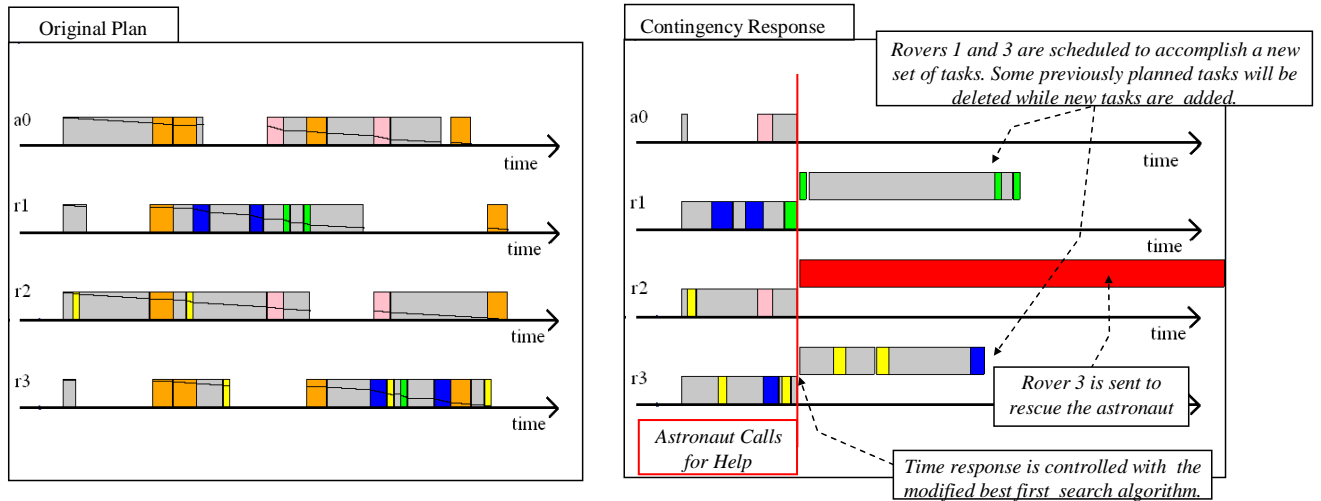 Original Plan
a0
time
r1
time
r2
time
r3
time
Contingency Response
Rovers 1 and 3 are scheduled to accomplish a new
set of tasks. Some previously planned tasks will be
deleted while new tasks are added.
a0
time
r1
time
r2
time
r3
Rover 3 is sent to
rescue the astronaut
Astronaut Calls
for Help
Time response is controlled with the
modified best first search algorithm.